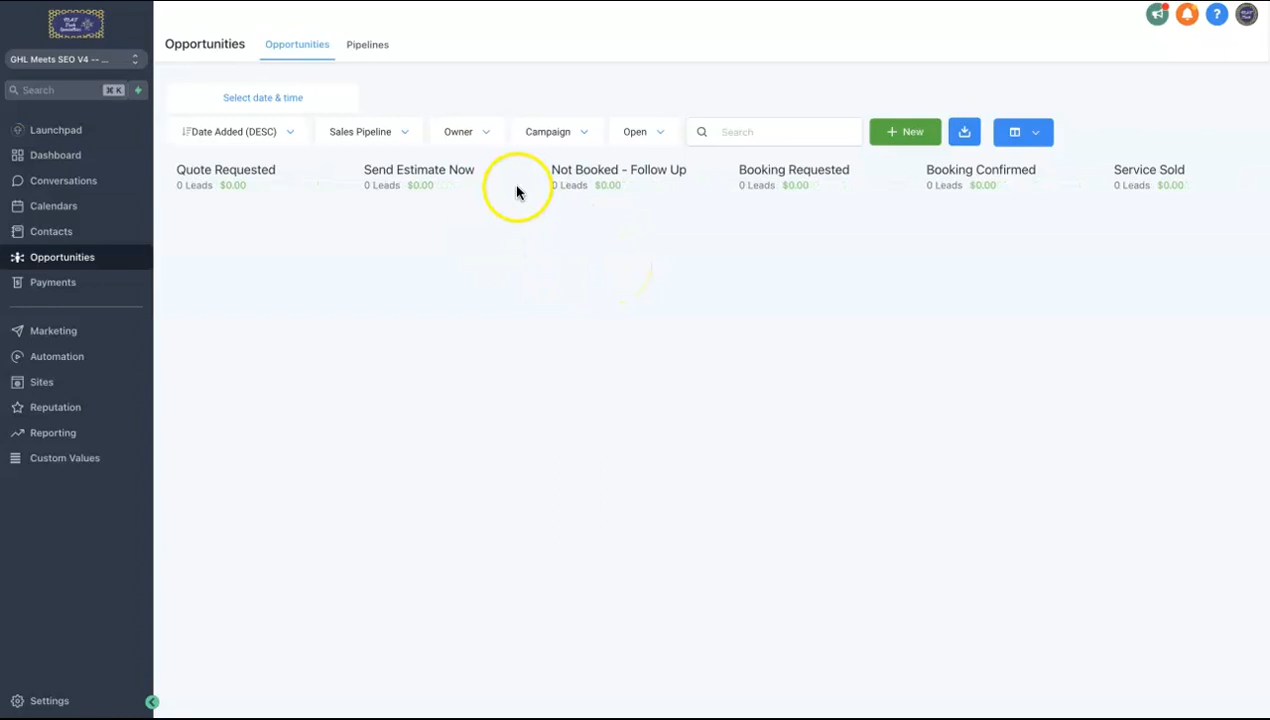 GHL Meets SEO V4 -- ...
Search ⌘ K
Launchpad
Dashboard
Conversations
Calendars
Contacts
Opportunities
Payments
Marketing
Automation
Sites
Reputation
Reporting
Custom Values
Settings
Opportunities Opportunities Pipelines
Select date & time
Date Added (DESC) Sales Pipeline Owner Campaign Open Search + New
Quote Requested Send Estimate Now Not Booked - Follow Up Booking Requested Booking Confirmed Service Sold
0 Leads $0.00 0 Leads $0.00 0 Leads $0.00 0 Leads $0.00 0 Leads $0.00 0 Leads $0.00